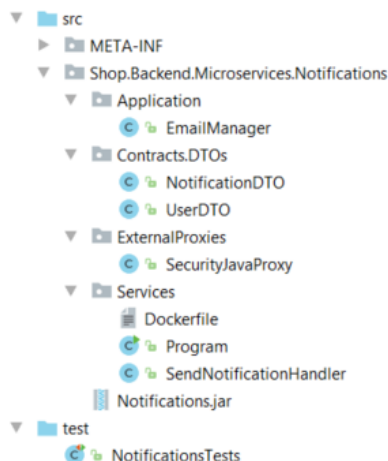 src
META-INF
Shop.Backend.Microservices.Notifications
Application
EmailManager
Contracts.DTOs
NotificationDTO
UserDTO
ExternalProxies
SecurityJavaProxy
Services
Dockerfile
Program
SendNotificationHandler
Notifications.jar
test
NotificationsTests